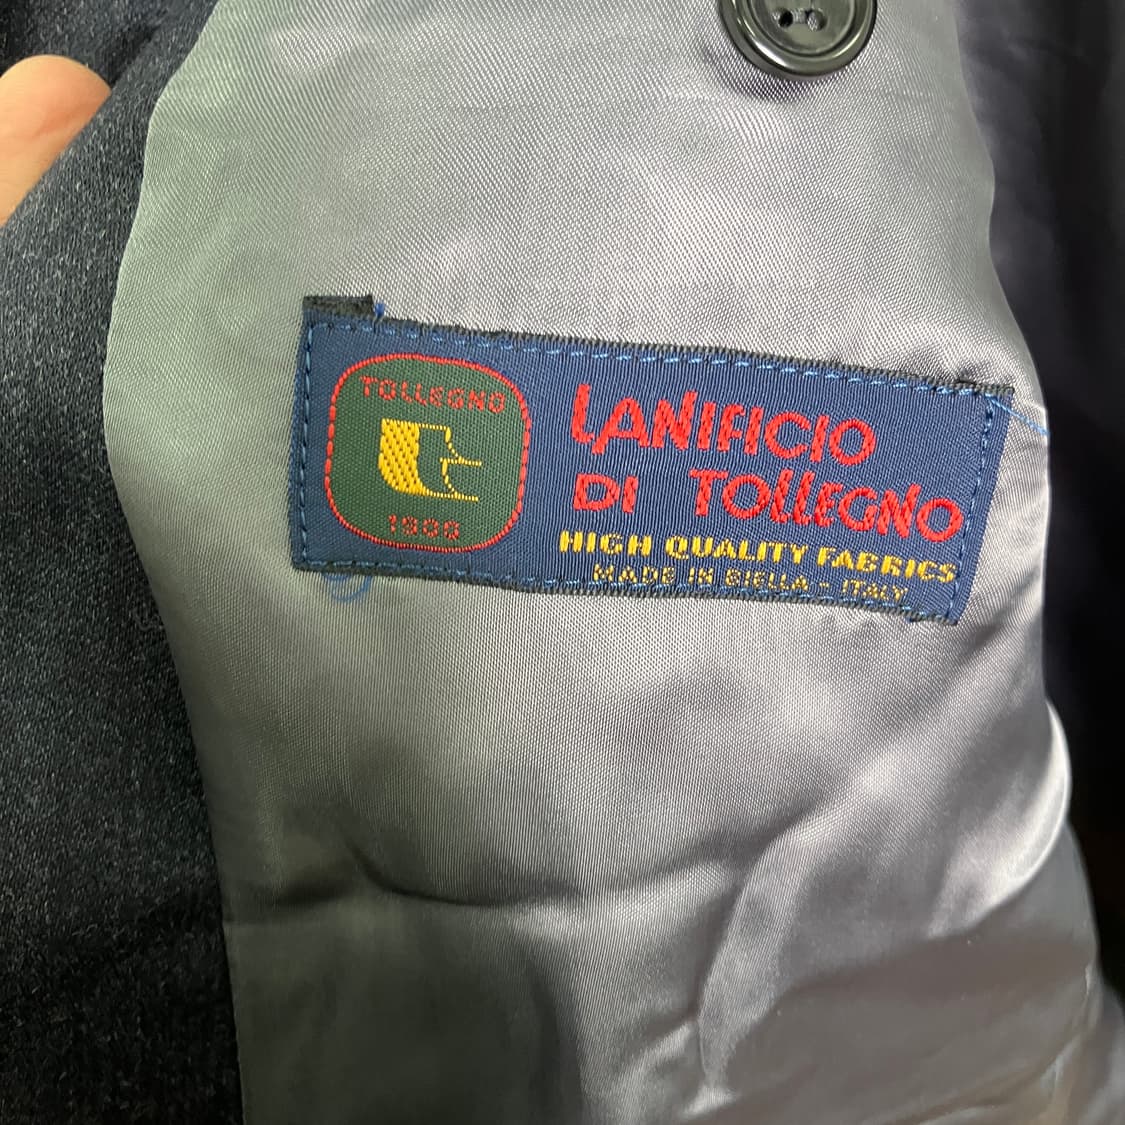 TOLLEGNO
1900
LANIFICIO
DI TOLLEGNO
HIGH QUALITY FABRICS
MADE IN BIELLA - ITALY